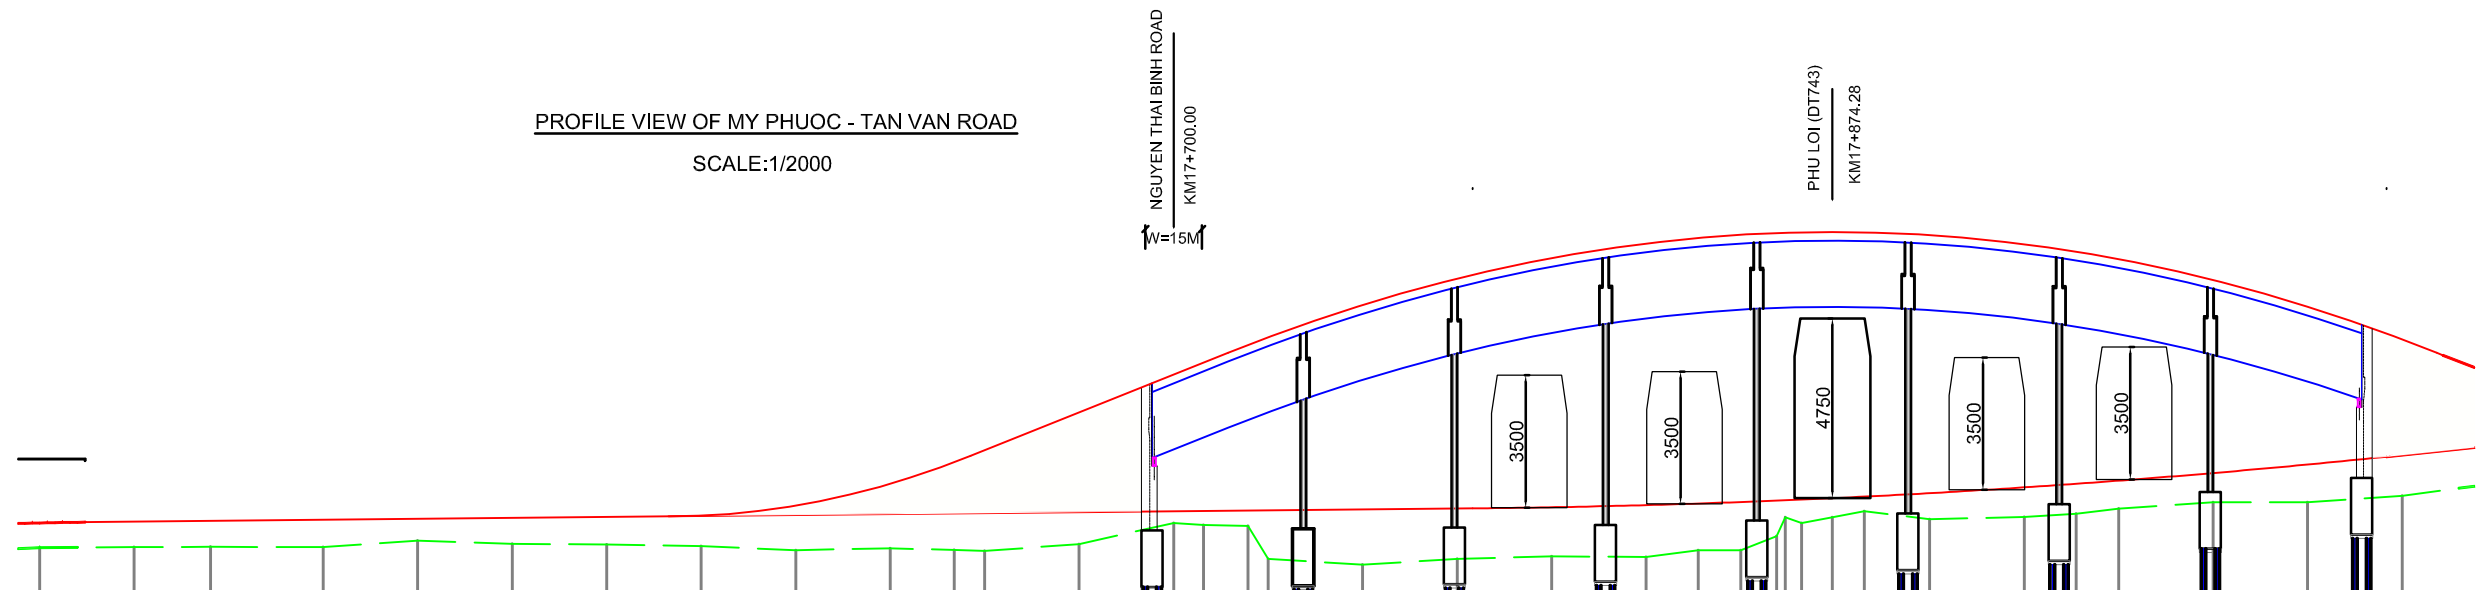 PROFILE VIEW OF MY PHUOC - TAN VAN ROAD
SCALE:1/2000
NGUYEN THAI BINH ROAD
KM17+700.00
W=15M
PHU LOI (DT743)
KM17+874.28
3500
3500
4750
3500
3500